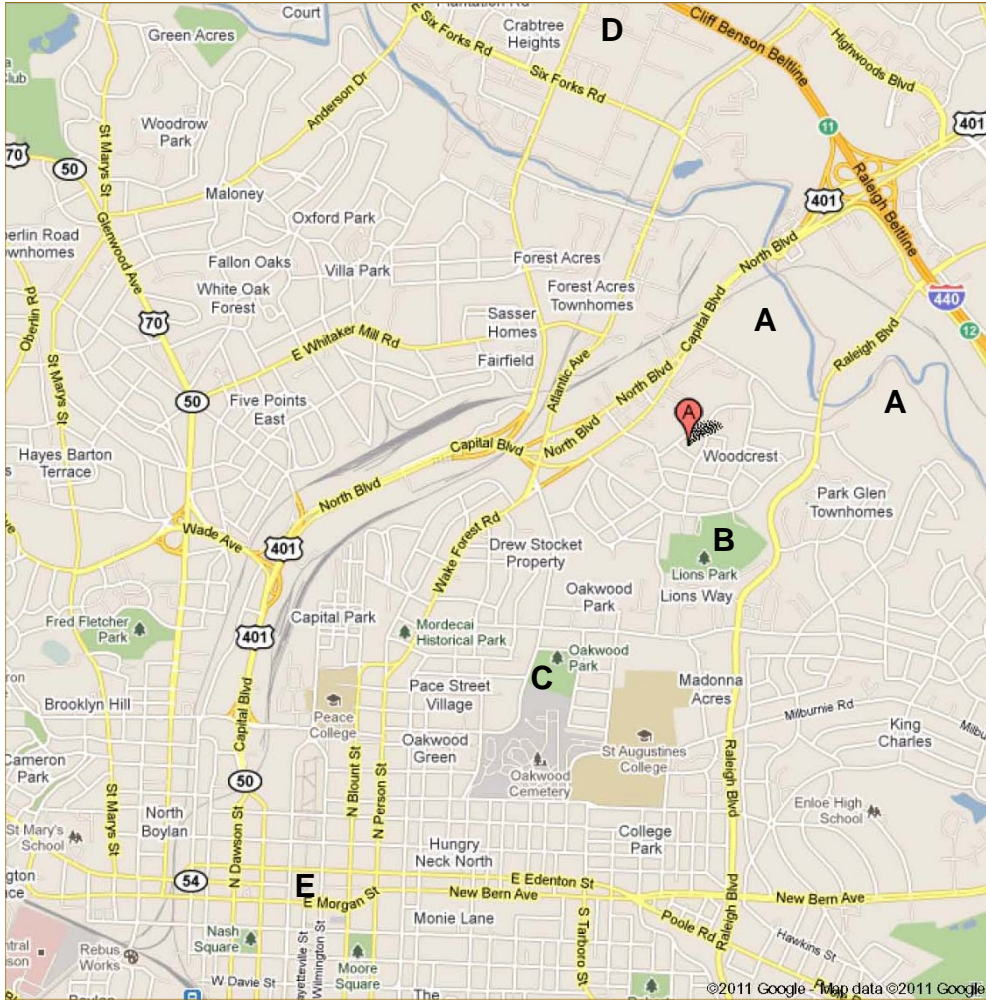 Plantation Rd
Court
Green Acres
E Six Forks Rd
Crabtree
Heights
D
Cliff Benson Beltline
Highwoods Blvd
Club
Six Forks Rd
Anderson Dr
Woodrow
Park
St Marys St
11
401
70
50
Maloney
Oxford Park
401
Raleigh Beltline
Glenwood Ave
Fallon Oaks
Villa Park
White Oak
Forest
Forest Acres
Forest Acres
Townhomes
North Blvd
440
Oberlin Rd
70
E Whitaker Mill Rd
Sasser
Homes
Fairfield
Capital Blvd
A
Raleigh Blvd
12
St Marys St
50
Five Points
East
Atlantic Ave
North Blvd
A
A
Hayes Barton
Terrace
Capital Blvd
North Blvd
Woodcrest
North Blvd
Park Glen
Townhomes
Wade Ave
401
Wake Forest Rd
Drew Stocket
Property
B
Lions Park
Lions Way
Oakwood
Park
Capital Park
Fred Fletcher
Park
401
Mordecai
Historical Park
Oakwood
Park
C
Pace Street
Village
Madonna
Acres
Peace
College
Brooklyn Hill
Capital Blvd
Milburnie Rd
King
Charles
Oakwood
Green
St Augustines
College
Cameron
Park
Oakwood
Cemetery
50
N Blount St
N Person St
Raleigh Blvd
St Marys St
North
Boylan
N Dawson St
Enloe High
School
St Mary's
School
College
Park
Hungry
Neck North
54
E
E Morgan St
E Edenton St
New Bern Ave
New Bern Ave
Monie Lane
S Tarboro St
Poole Rd
Raleigh Blvd
Hawkins St
Nash
Square
Rebus
Works
Wilmington St
Moore
Square
W Davie St
The
©2011 Google - Map data ©2011 Google